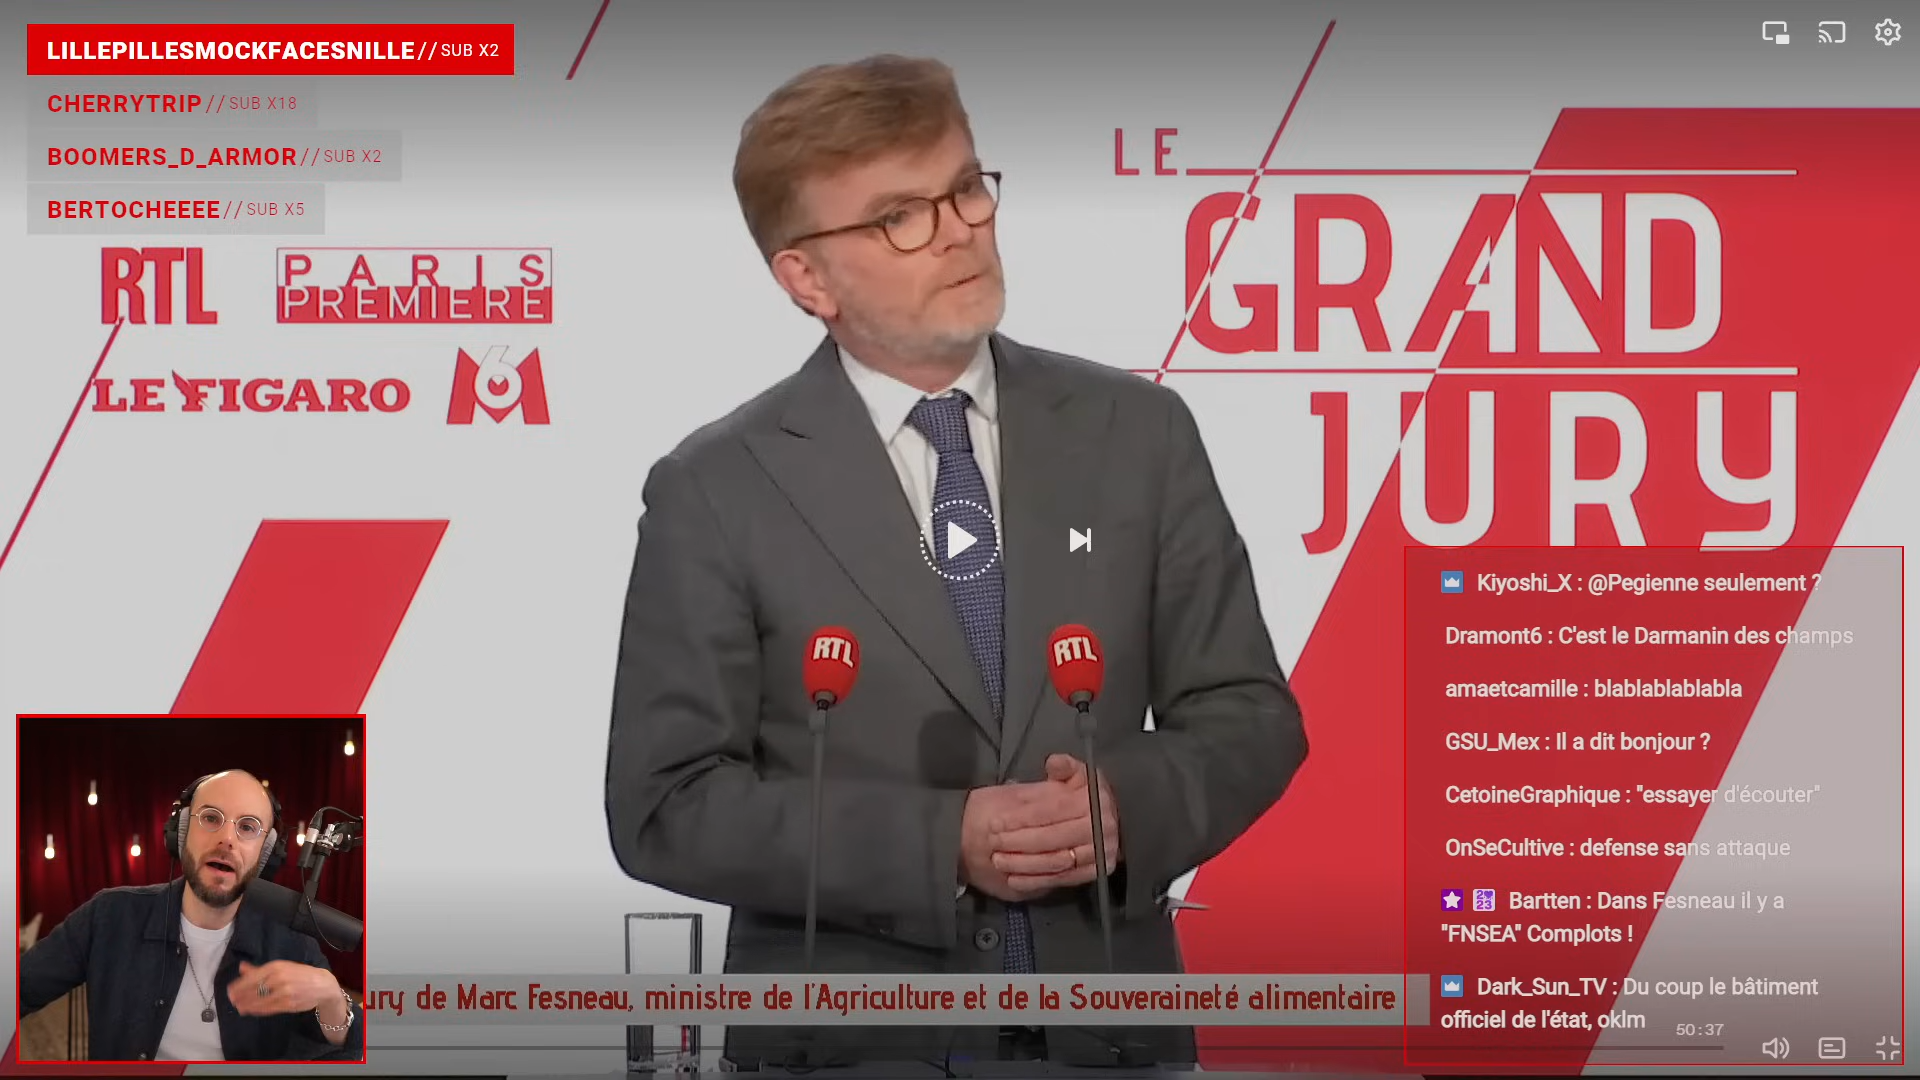 LILLEPILLESMOCKFACESNILLE // SUB X2
CHERRYTRIP // SUB X18
BOOMERS_D_ARMOR // SUB X2
BERTOCHEEEE // SUB X5
RTL
PARIS
PREMIERE
LE FIGARO
M6
LE
GRAND
JURY
RTL
RTL
Kiyoshi_X : @Pegienne seulement ?
Dramont6 : C'est le Darmanin des champs
amaetcamille : blablablablabla
GSU_Mex : Il a dit bonjour ?
CetoineGraphique : "essayer d'écouter"
OnSeCultive : defense sans attaque
Bartten : Dans Fesneau il y a
"FNSEA" Complots !
Dark_Sun_TV : Du coup le bâtiment
officiel de l'état, oklm
50:37
ury de Marc Fesneau, ministre de l'Agriculture et de la Souveraineté alimentaire